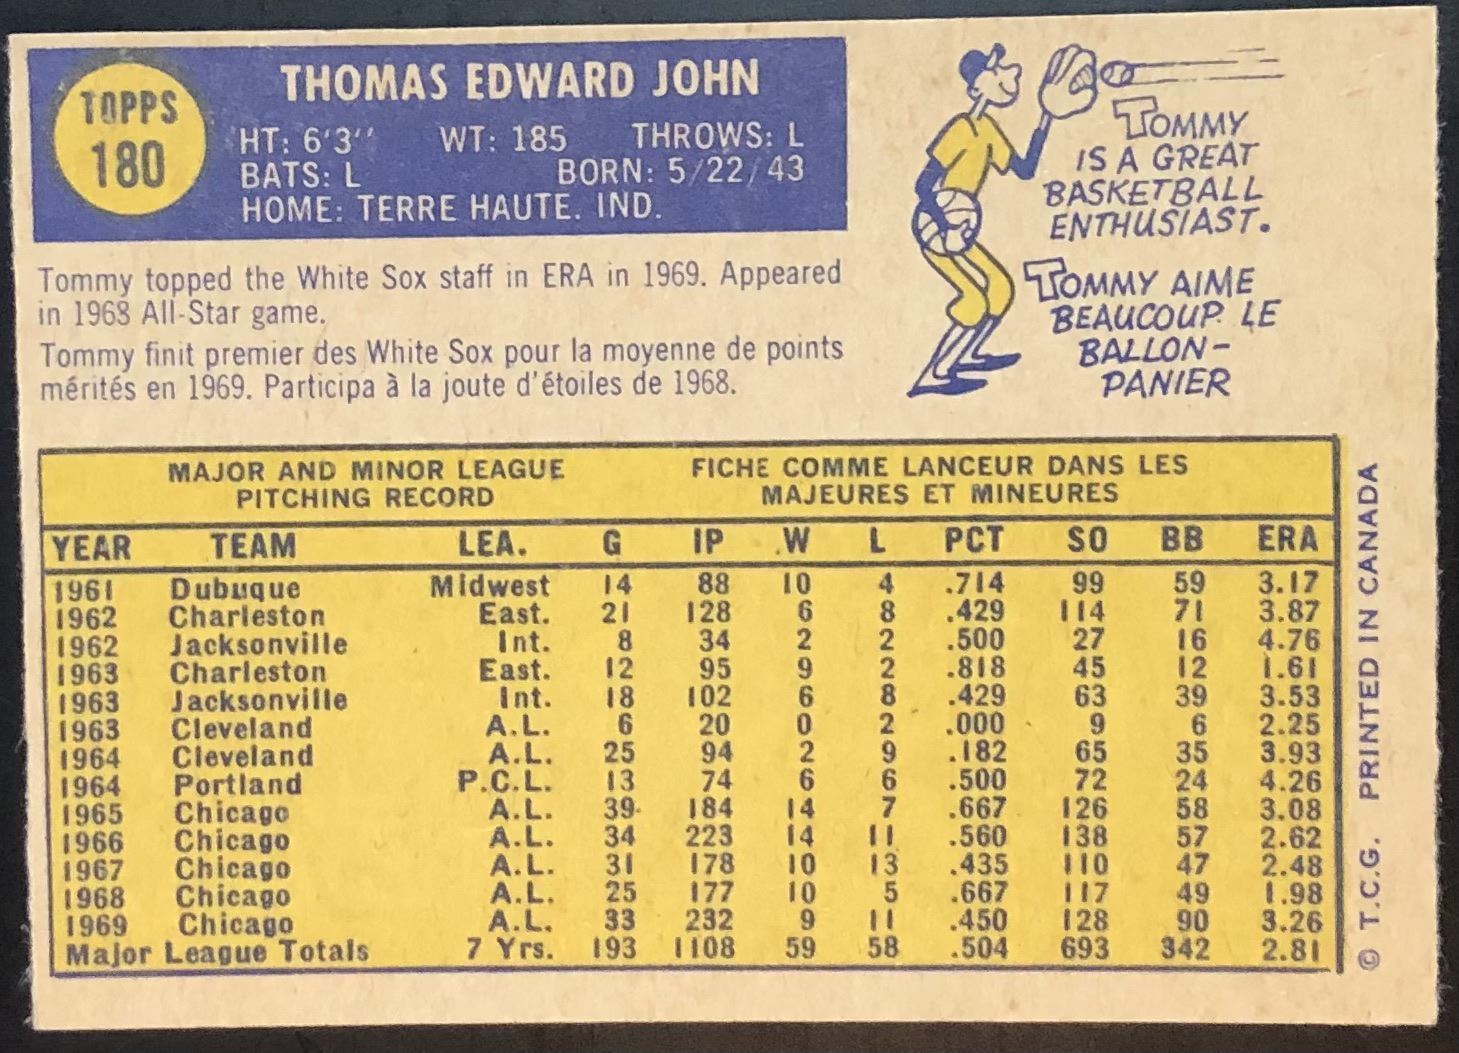 TOPPS
180
THOMAS EDWARD JOHN
HT: 6'3'' WT: 185 THROWS: L
BATS: L BORN: 5/22/43
HOME: TERRE HAUTE. IND.
Tommy topped the White Sox staff in ERA in 1969. Appeared
in 1968 All-Star game.
Tommy finit premier des White Sox pour la moyenne de points
mérités en 1969. Participa à la joute d'étoiles de 1968.
TOMMY
IS A GREAT
BASKETBALL
ENTHUSIAST.
TOMMY AIME
BEAUCOUP LE
BALLON-
PANIER
MAJOR AND MINOR LEAGUE
PITCHING RECORD
FICHE COMME LANCEUR DANS LES
MAJEURES ET MINEURES
YEAR TEAM LEA. G IP W L PCT SO BB ERA
1961 Dubuque Midwest 14 88 10 4 .714 99 59 3.17
1962 Charleston East. 21 128 6 8 .429 114 71 3.87
1962 Jacksonville Int. 8 34 2 2 .500 27 16 4.76
1963 Charleston East. 12 95 9 2 .818 45 12 1.61
1963 Jacksonville Int. 18 102 6 8 .429 63 39 3.53
1963 Cleveland A.L. 6 20 0 2 .000 9 6 2.25
1964 Cleveland A.L. 25 94 2 9 .182 65 35 3.93
1964 Portland P.C.L. 13 74 6 6 .500 72 24 4.26
1965 Chicago A.L. 39 184 14 7 .667 126 58 3.08
1966 Chicago A.L. 34 223 14 11 .560 138 57 2.62
1967 Chicago A.L. 31 178 10 13 .435 110 47 2.48
1968 Chicago A.L. 25 177 10 5 .667 117 49 1.98
1969 Chicago A.L. 33 232 9 11 .450 128 90 3.26
Major League Totals 7 Yrs. 193 1108 59 58 .504 693 342 2.81
© T.C.G. PRINTED IN CANADA